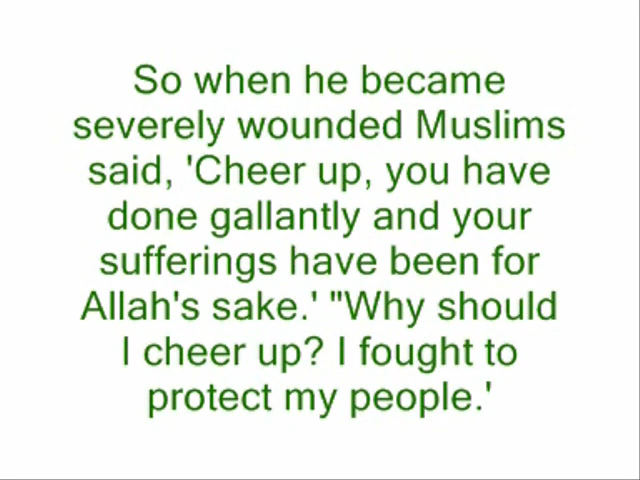 So when he became
severely wounded Muslims
said, 'Cheer up, you have
done gallantly and your
sufferings have been for
Allah's sake.' "Why should
I cheer up? I fought to
protect my people.'